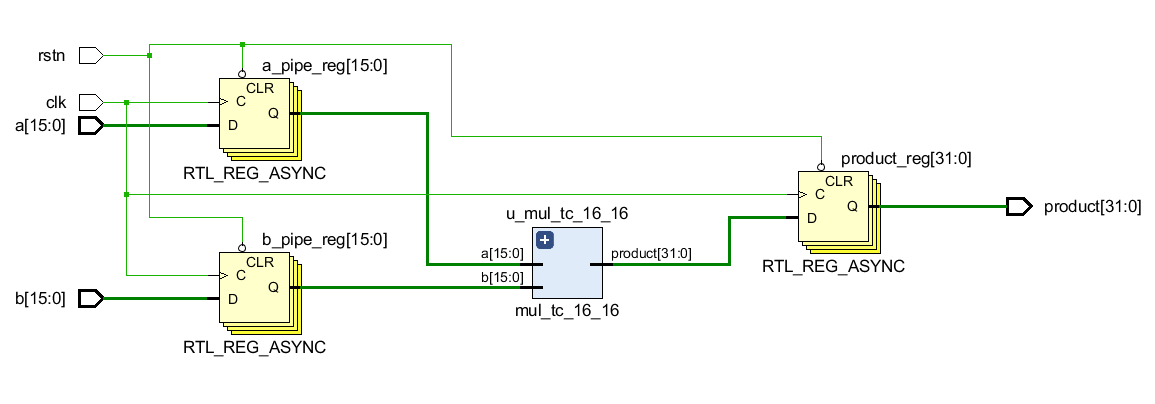 rstn
clk
a[15:0]
a_pipe_reg[15:0]
CLR
C
Q
D
RTL_REG_ASYNC
b[15:0]
b_pipe_reg[15:0]
CLR
C
Q
D
RTL_REG_ASYNC
u_mul_tc_16_16
a[15:0]
b[15:0]
product[31:0]
mul_tc_16_16
product_reg[31:0]
CLR
C
Q
D
RTL_REG_ASYNC
product[31:0]